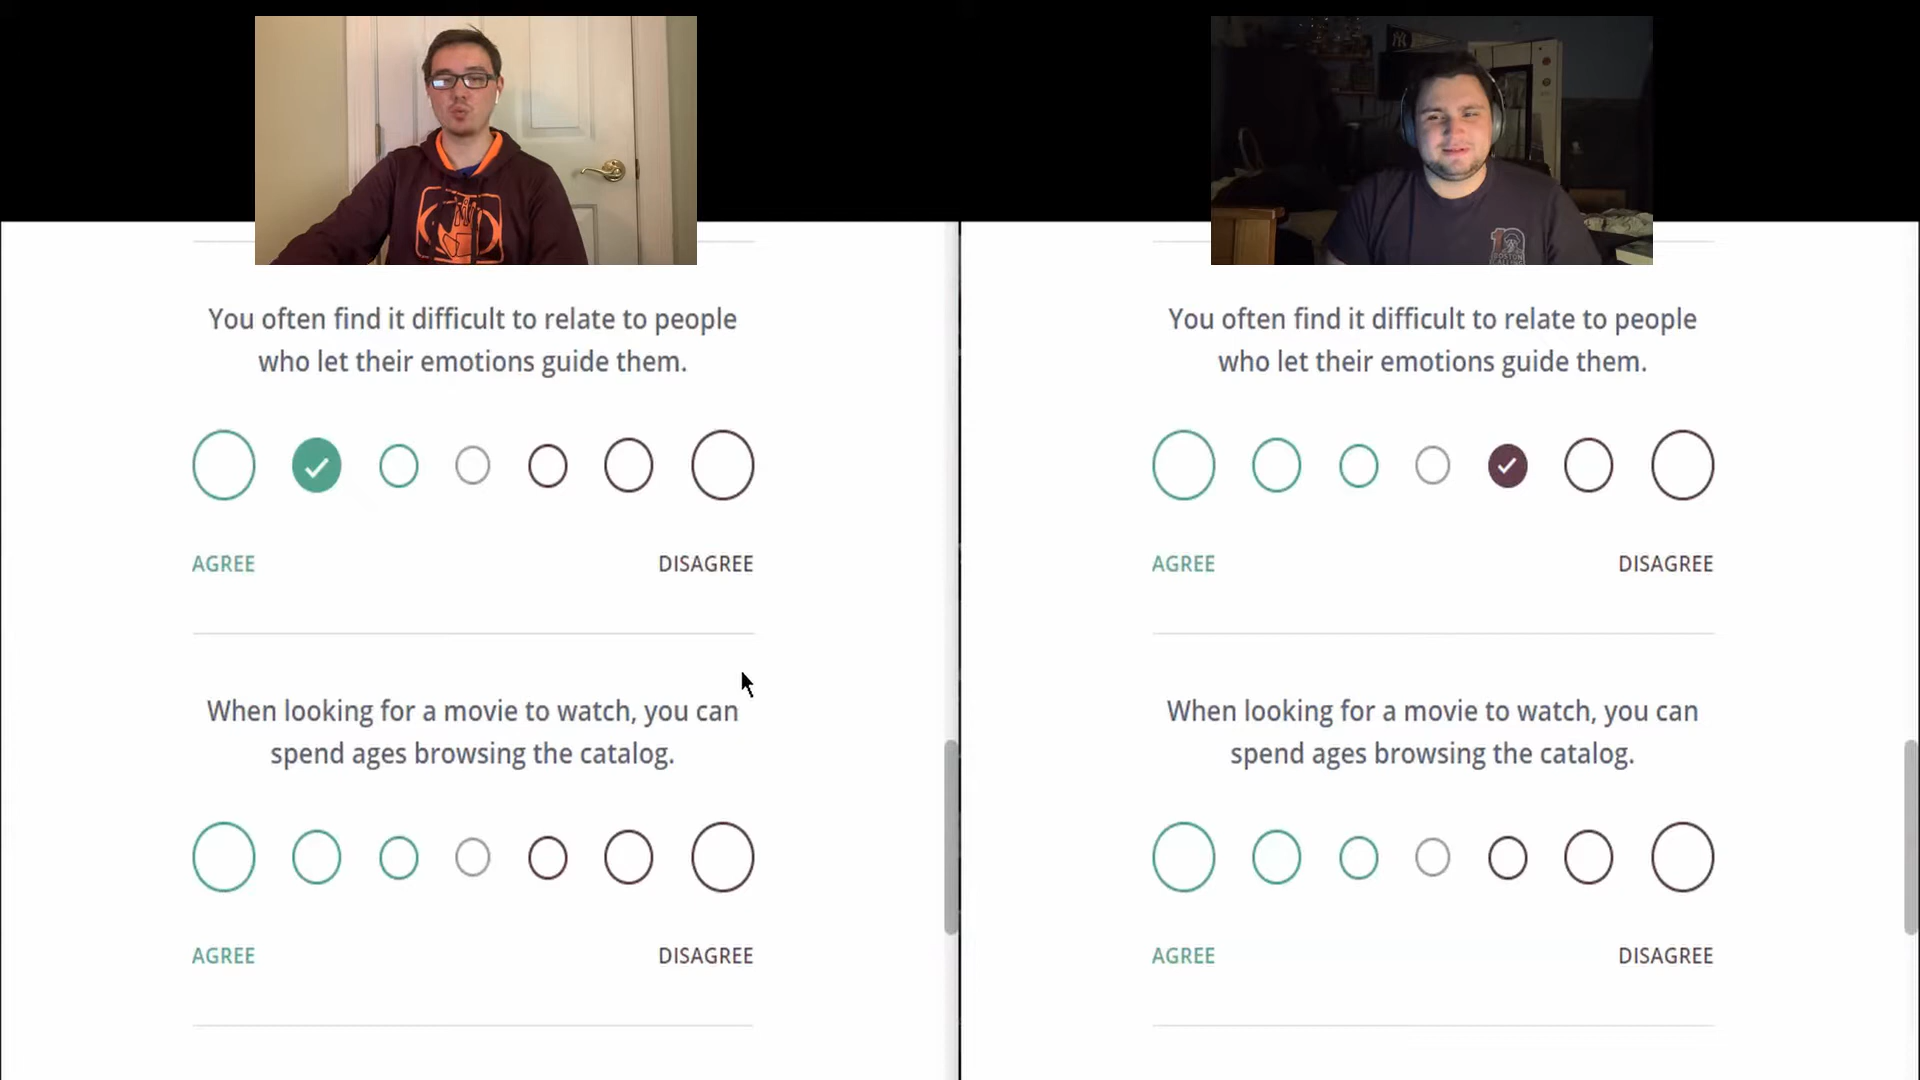 You often find it difficult to relate to people
who let their emotions guide them.
AGREE
DISAGREE
When looking for a movie to watch, you can
spend ages browsing the catalog.
AGREE
DISAGREE
You often find it difficult to relate to people
who let their emotions guide them.
AGREE
DISAGREE
When looking for a movie to watch, you can
spend ages browsing the catalog.
AGREE
DISAGREE